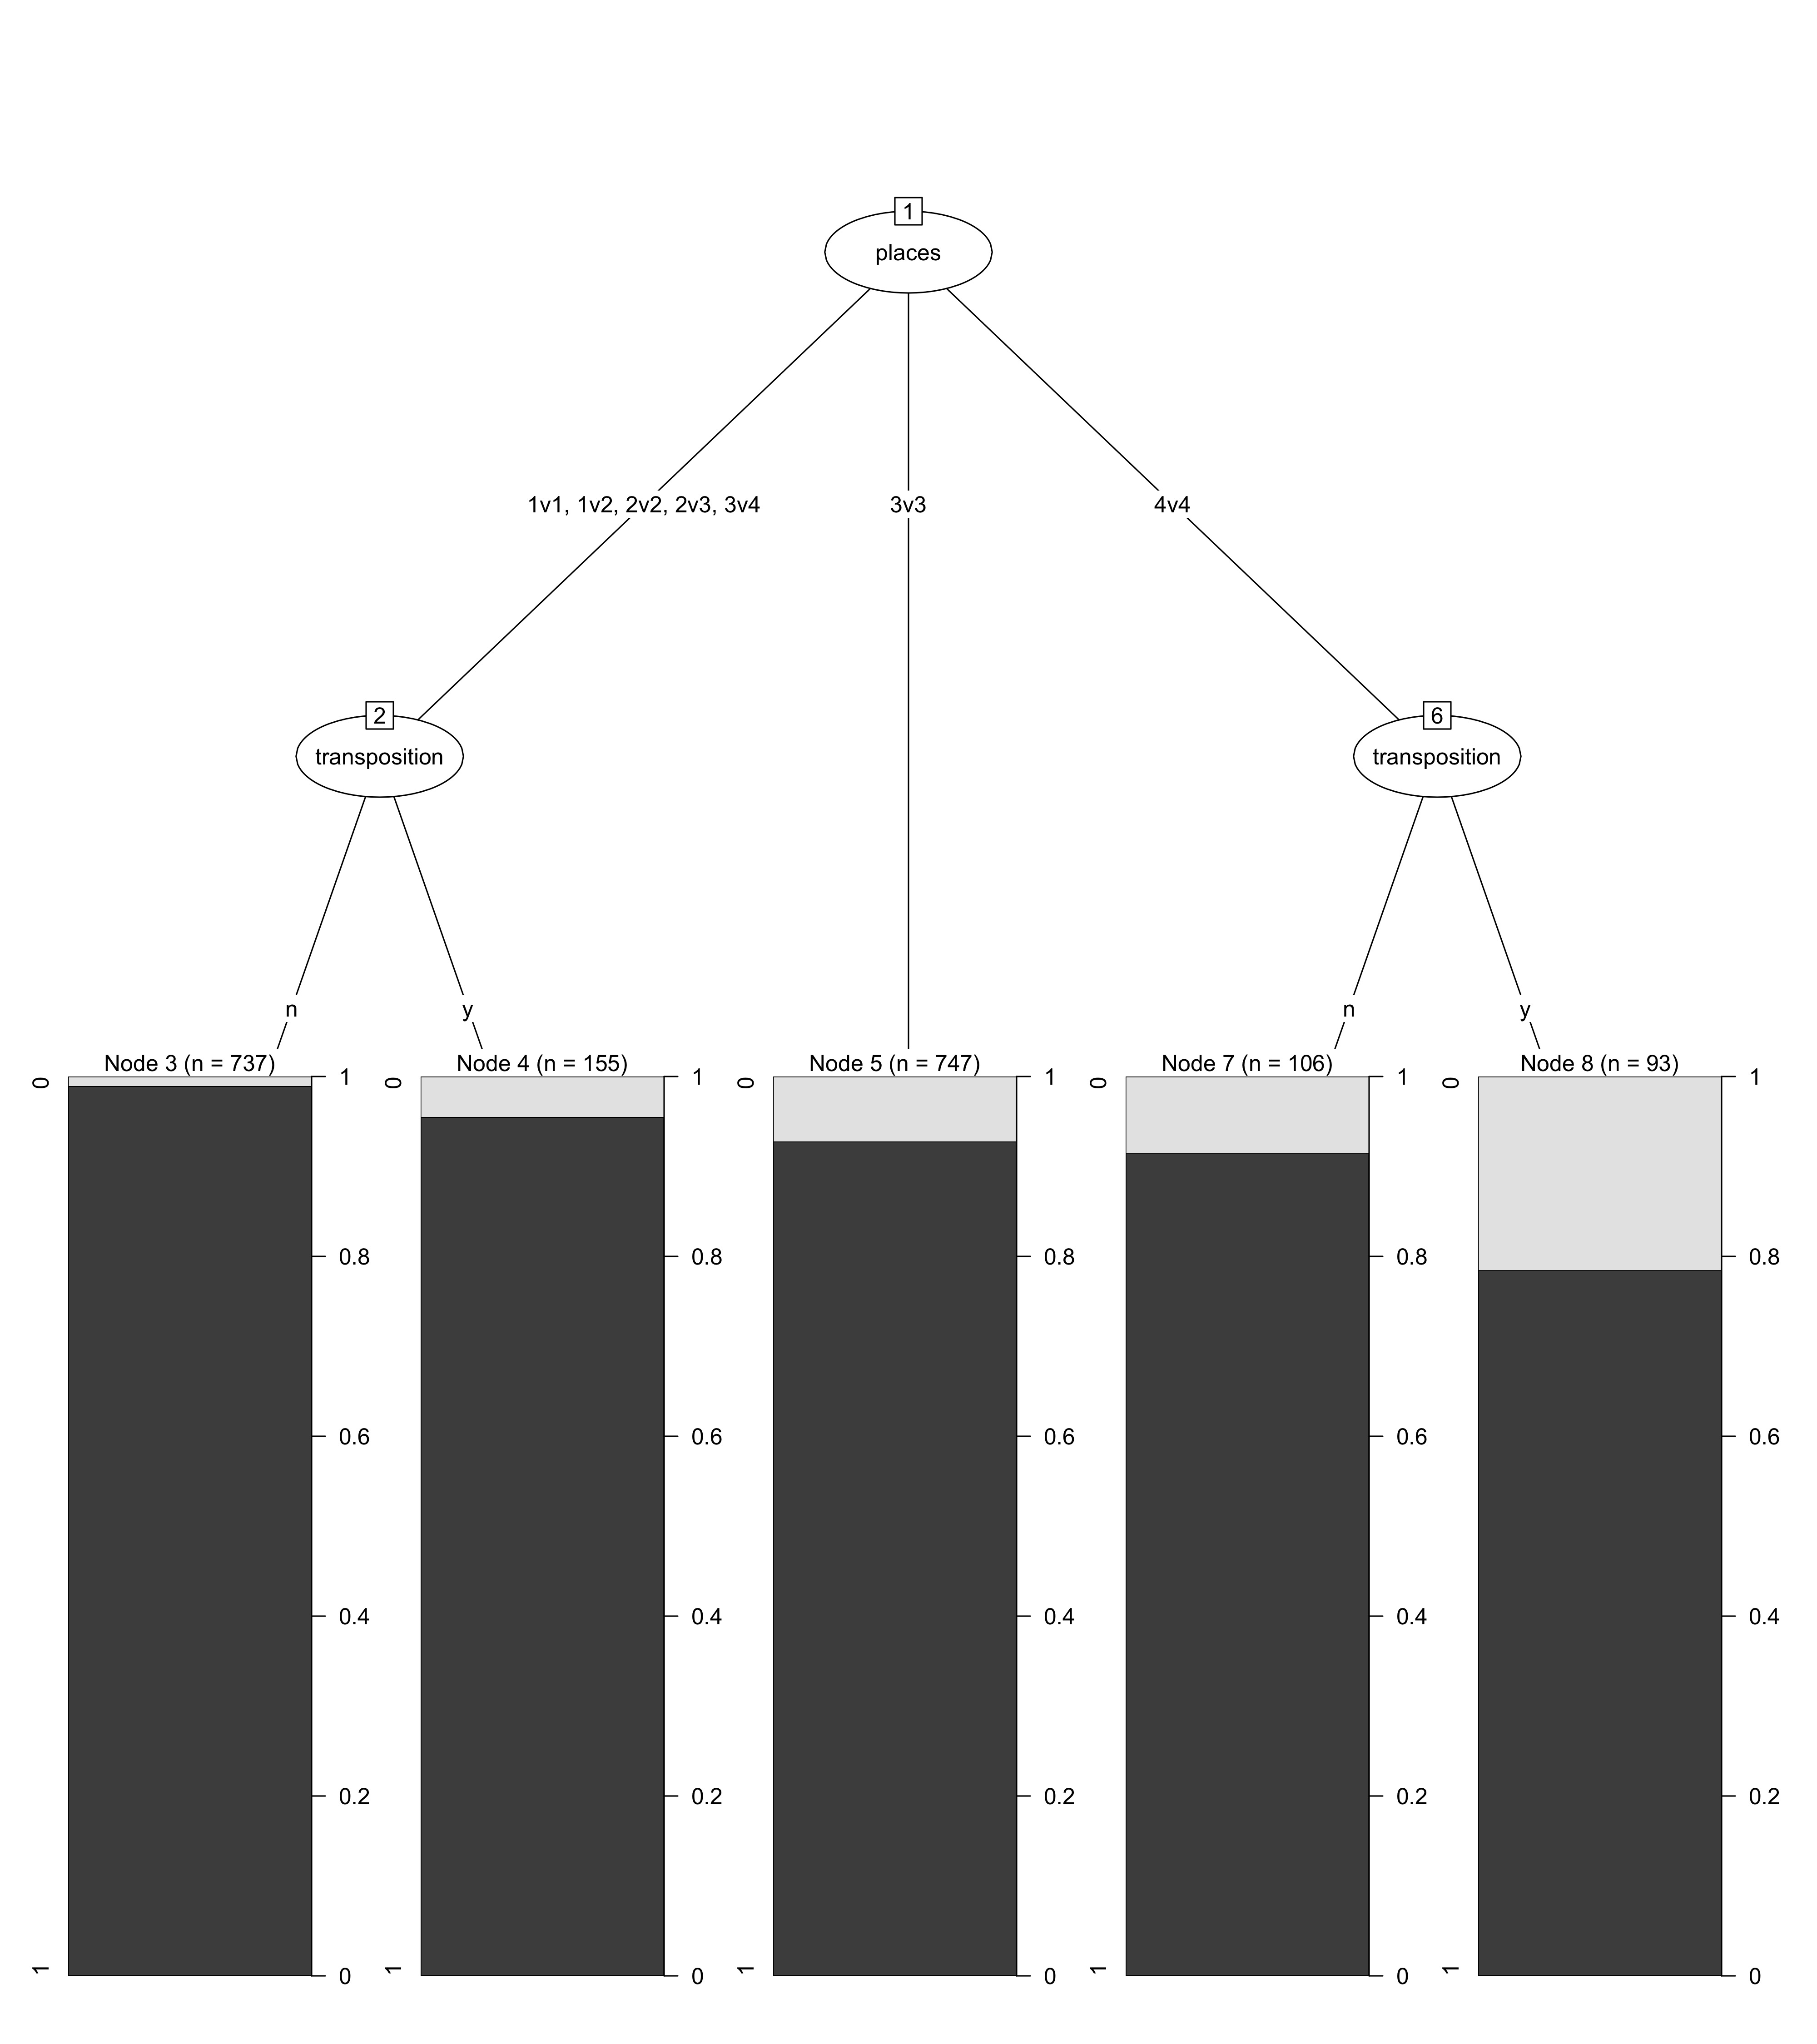 1
places
1v1, 1v2, 2v2, 2v3, 3v4
3v3
4v4
2
transposition
6
transposition
n
y
n
y
Node 3 (n = 737)
0
1
1
0.8
0.6
0.4
0.2
0
Node 4 (n = 155)
0
1
1
0.8
0.6
0.4
0.2
0
Node 5 (n = 747)
0
1
1
0.8
0.6
0.4
0.2
0
Node 7 (n = 106)
0
1
1
0.8
0.6
0.4
0.2
0
Node 8 (n = 93)
0
1
1
0.8
0.6
0.4
0.2
0